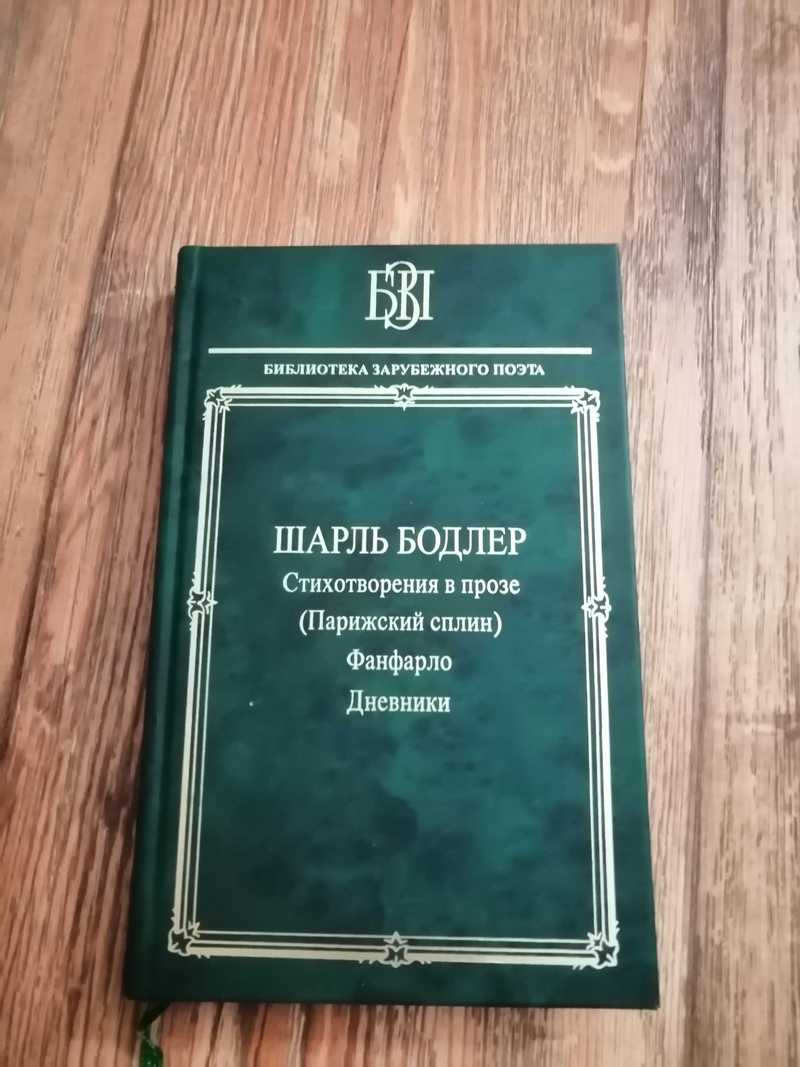 БЗП
БИБЛИОТЕКА ЗАРУБЕЖНОГО ПОЭТА
ШАРЛЬ БОДЛЕР
Стихотворения в прозе
(Парижский сплин)
Фанфарло
Дневники